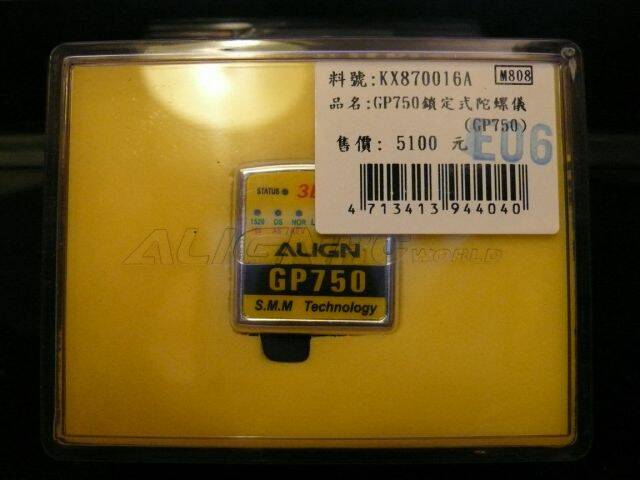 料號:KX870016A M808
品名:GP750鎖定式陀螺儀
(GP750)
售價: 5100 元
E06
4 713413 944040
STATUS
1520 DS NOR
ALIGN
GP750
S.M.M Technology
ALIGN
WORLD